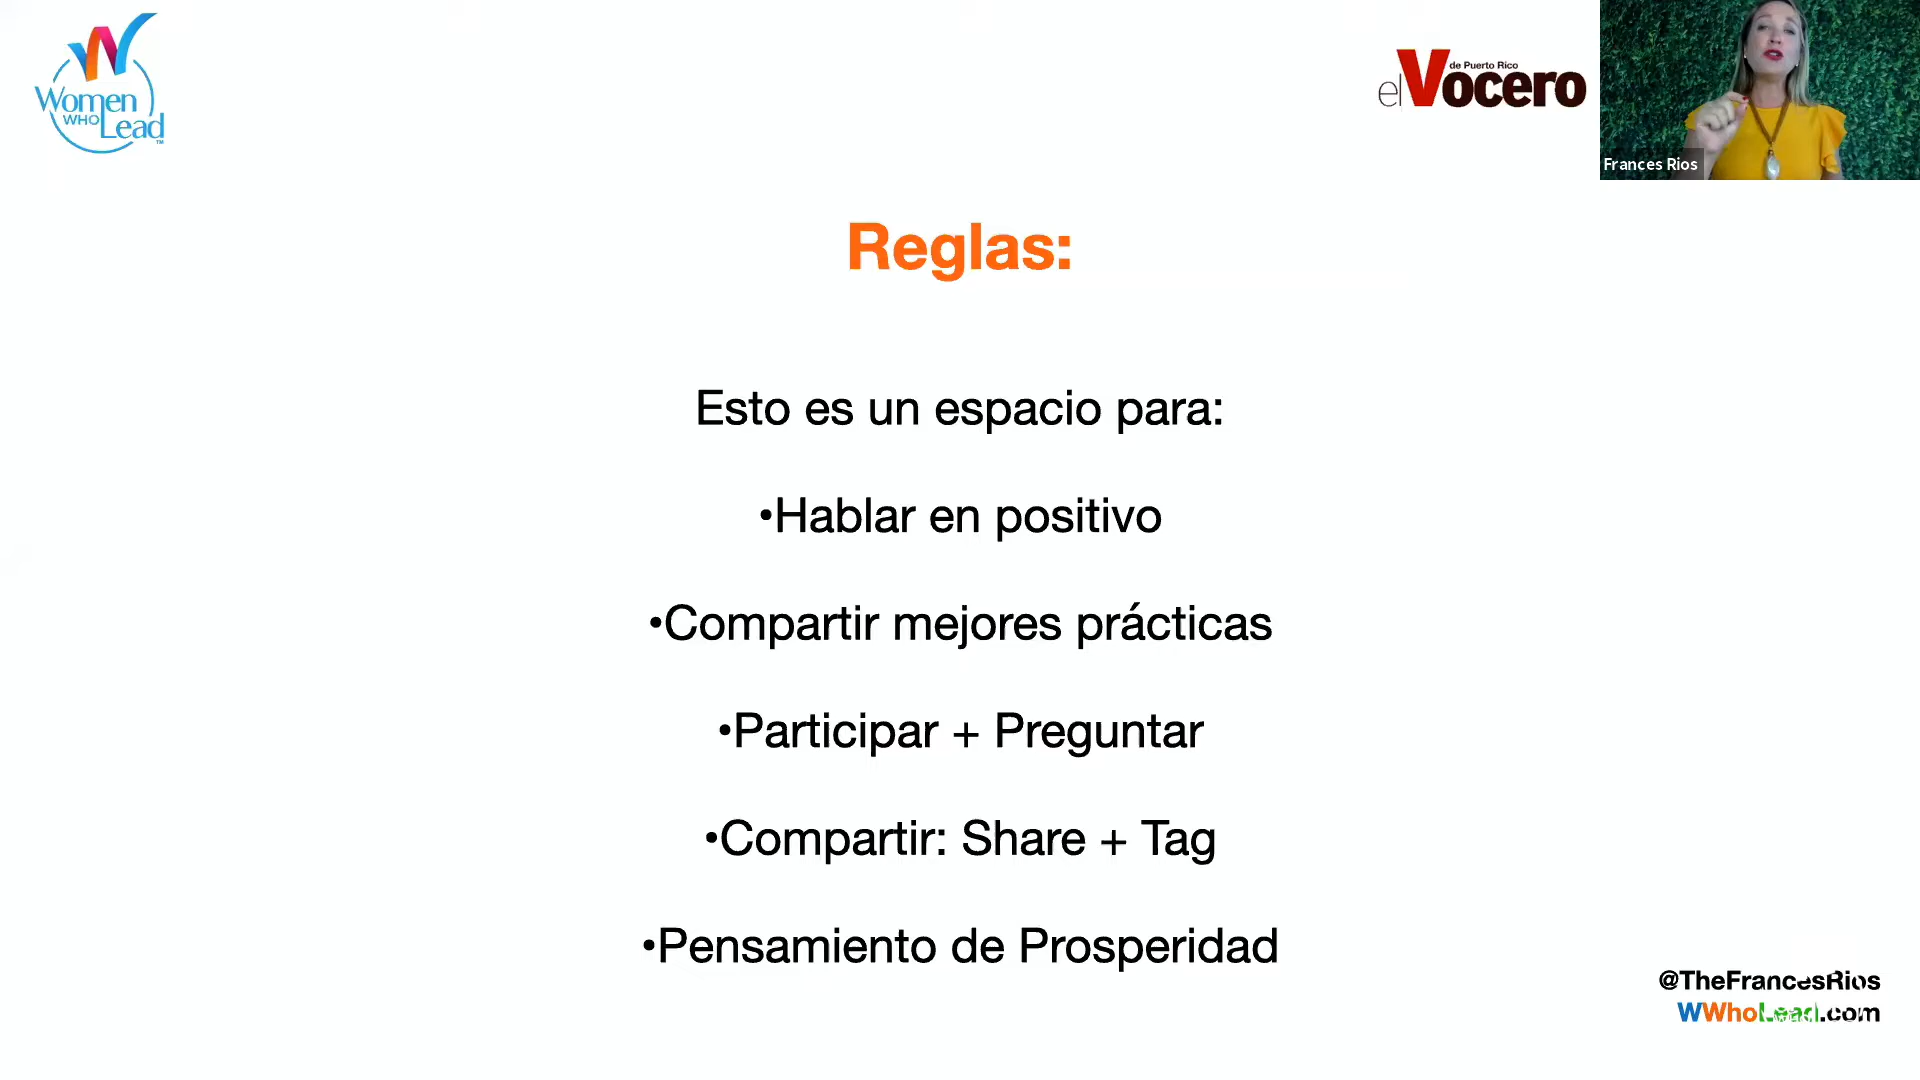 Women
WHO
Lead
TM
el Vocero
de Puerto Rico
Frances Rios
Reglas:
Esto es un espacio para:
•Hablar en positivo
•Compartir mejores prácticas
•Participar + Preguntar
•Compartir: Share + Tag
•Pensamiento de Prosperidad
@TheFrancesRios
WWhoLead.com